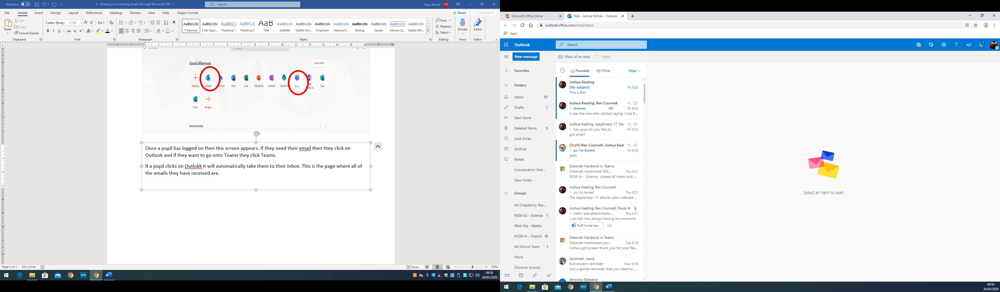 AutoSave Off
4 - Reading and sending emails through Microsoft 365
Search
Tracy Mault TM
File Home Insert Design Layout References Mailings Review View Help Shape Format
Share Comments
Paste
Cut
Copy
Format Painter
Clipboard
Calibri (Body) 11
Font
Paragraph
AaBbCcDc AaBbCcDc AaBbCc AaBbCcD AaB AaBbCcD AaBbCcDc AaBbCcDc AaBbCcDc AaBbCcDc AaBbCcDc AaBbCcDc AABBCCDC
¶ Normal ¶ No Spac... Heading 1 Heading 2 Title Subtitle Subtle Em... Emphasis Intense E... Strong Quote Intense Q... Subtle Ref...
Styles
Find
Replace
Select
Editing
Dictate
Voice
Editor
Editor
Good afternoon
Install Office
Start new Outlook Word Excel PowerPoint OneNote SharePoint Teams Sway
Forms All apps
Recommended
Once a pupil has logged on then this screen appears. If they need their email then they click on
Outlook and if they want to go onto Teams they click Teams.
If a pupil clicks on Outlokk it will automatically take them to their Inbox. This is the page where all of
the emails they have received are.
Page 2 of 2 232 words
Focus
140%
SIMS
09:50
26/05/2020
Microsoft Office Home
Mail - Joshua Kitchen - Outlook
outlook.office.com/mail/inbox
Apps
Outlook
Search
2
New message
Mark all as read
Undo
Favorites
Folders
Inbox 57
Drafts 5
Sent Items
Deleted Items 5
Junk Email
Archive
Notes
Conversation Hist...
New folder
Groups
All Chaplaincy Res...
9SS4-Sc - Science 1
9M4-Ma - Maths
9O3B-Fr - French 18
All School Team 1
More
Discover groups
Focused
Other
Filter
Joshua Keating
(No subject) Fri 5/22
This is Ben
Joshua Keating; Ben Counsell
memes (4) Fri 5/22
u was the one who started saying I was B...
Joshua Keating; AjayEmery; 17 De
hey guys do you like st... Fri 5/22
got what?
[Draft] Ben Counsell; Joshua Keat
yo i'm bored Fri 5/22
yeah
Deborah Hardwick in Teams
Deborah mentioned 9SS... Thu 5/21
9SS4-Sc - Science , please all make sure ...
Joshua Keating; Ben Counsell
yo i'm bored Thu 5/21
The September 11 attacks (also referred ...
Joshua Keating; Ben Counsell; Paula W
hello! and attachments... Thu 5/21
i can tell, he's always having his moments
DofE home bas... +5
Deborah Hardwick in Teams
Deborah mentioned you ... Tue 5/19
Joshua got praise! thank you for your fee...
Jazwinski, Laura
ActiveLearn reminder Mon 5/18
Just a gentle reminder that you need to ...
Veronika Balejeva
Select an item to read
SIMS
09:50
26/05/2020